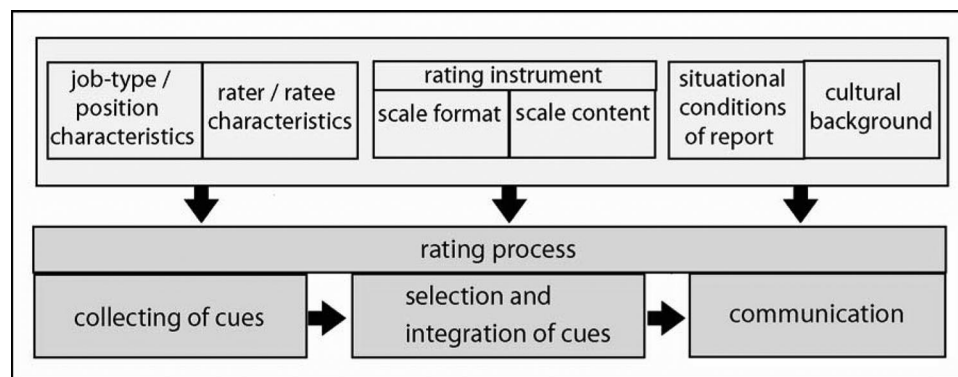 job-type /
position
characteristics
rater / ratee
characteristics
rating instrument
scale format
scale content
situational
conditions
of report
cultural
background
rating process
collecting of cues
selection and
integration of cues
communication